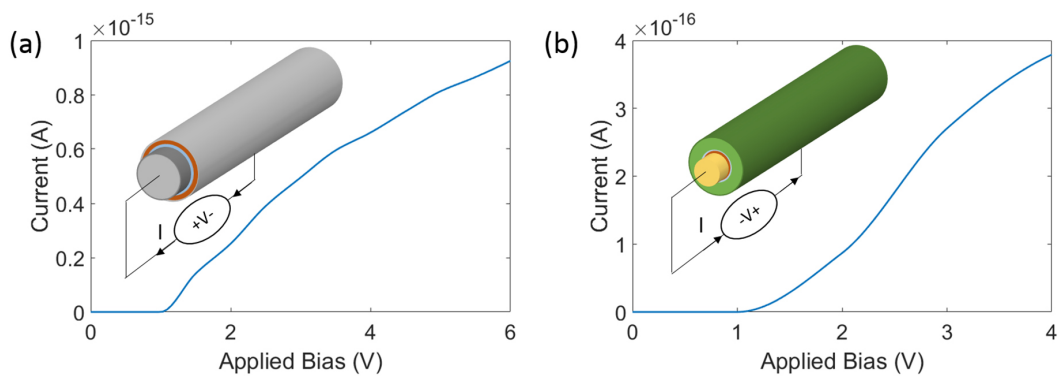 (a)
×10⁻¹⁵
1
0.8
0.6
0.4
0.2
0
Current (A)
0 2 4 6
Applied Bias (V)
I
+V-
(b)
×10⁻¹⁶
4
3
2
1
0
Current (A)
0 1 2 3 4
Applied Bias (V)
I
-V+